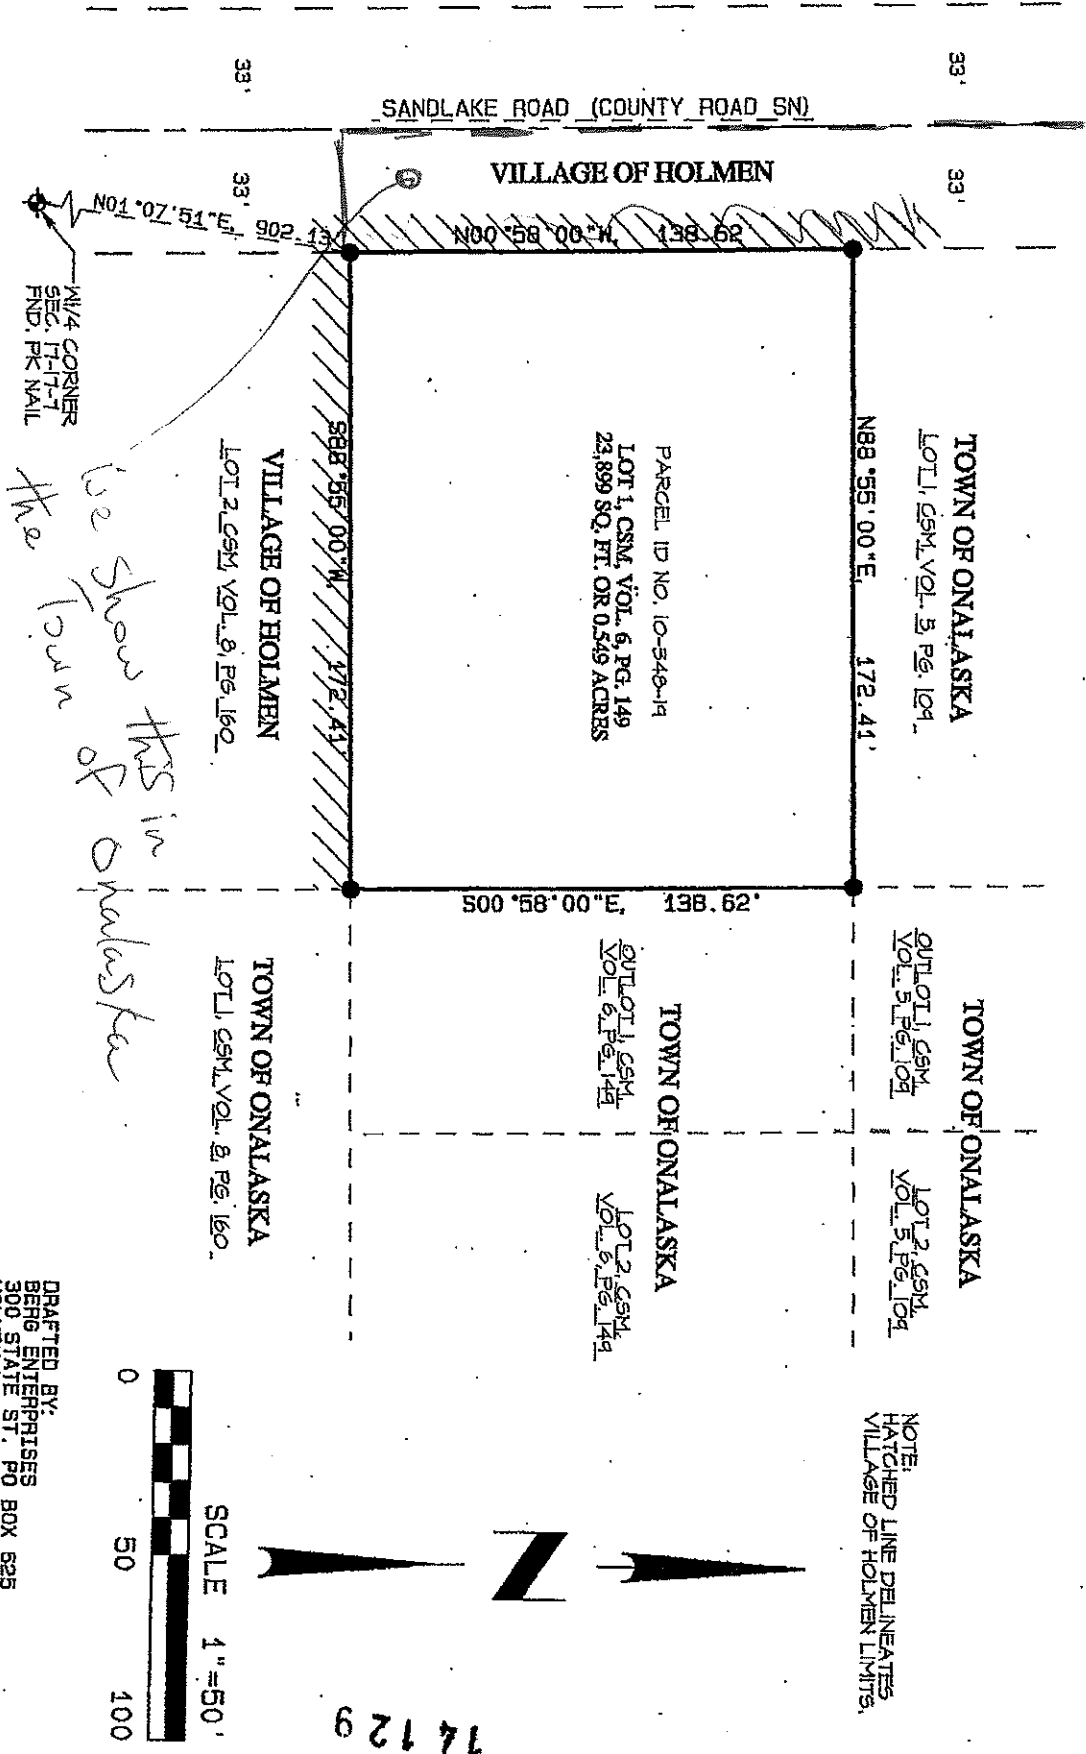 33'
33'
SANDLAKE ROAD (COUNTY ROAD SN)
33'
33'
VILLAGE OF HOLMEN
G
N01°07'51"E, 902.13'
N00°58'00"W, 138.62'
W1/4 CORNER
SEC. 17-17-7
FND. PK NAIL
TOWN OF ONALASKA
LOT 1, CSM, VOL. 5, PG. 109
N88°55'00"E, 172.41'
PARCEL ID NO. 10-548-19
LOT 1, CSM, VOL. 6, PG. 149
23,899 SQ. FT. OR 0.549 ACRES
S88°55'00"W, 172.41'
VILLAGE OF HOLMEN
LOT 2, CSM, VOL. 8, PG. 160
we show this in
the Town of Onalaska
S00°58'00"E, 138.62'
TOWN OF ONALASKA
OUTLOT 1, CSM,
VOL. 5, PG. 109
LOT 2, CSM,
VOL. 5, PG. 109
TOWN OF ONALASKA
OUTLOT 1, CSM,
VOL. 6, PG. 149
LOT 2, CSM,
VOL. 6, PG. 149
TOWN OF ONALASKA
LOT 1, CSM, VOL. 8, PG. 160
NOTE:
HATCHED LINE DELINEATES
VILLAGE OF HOLMEN LIMITS.
N
SCALE 1"=50'
0 50 100
DRAFTED BY:
BERG ENTERPRISES
300 STATE ST, PO BOX 525
14129